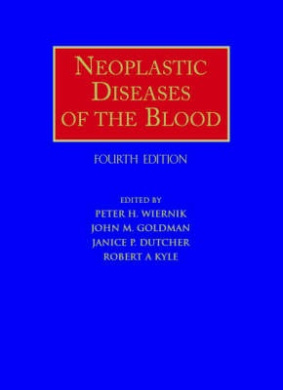 NEOPLASTIC
DISEASES
OF THE BLOOD
FOURTH EDITION
EDITED BY
PETER H. WIERNIK
JOHN M. GOLDMAN
JANICE P. DUTCHER
ROBERT A KYLE